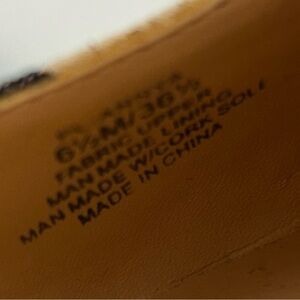 6½M/36½
FABRIC UPPER
MAN MADE LINING
MAN MADE W/CORK SOLE
MADE IN CHINA